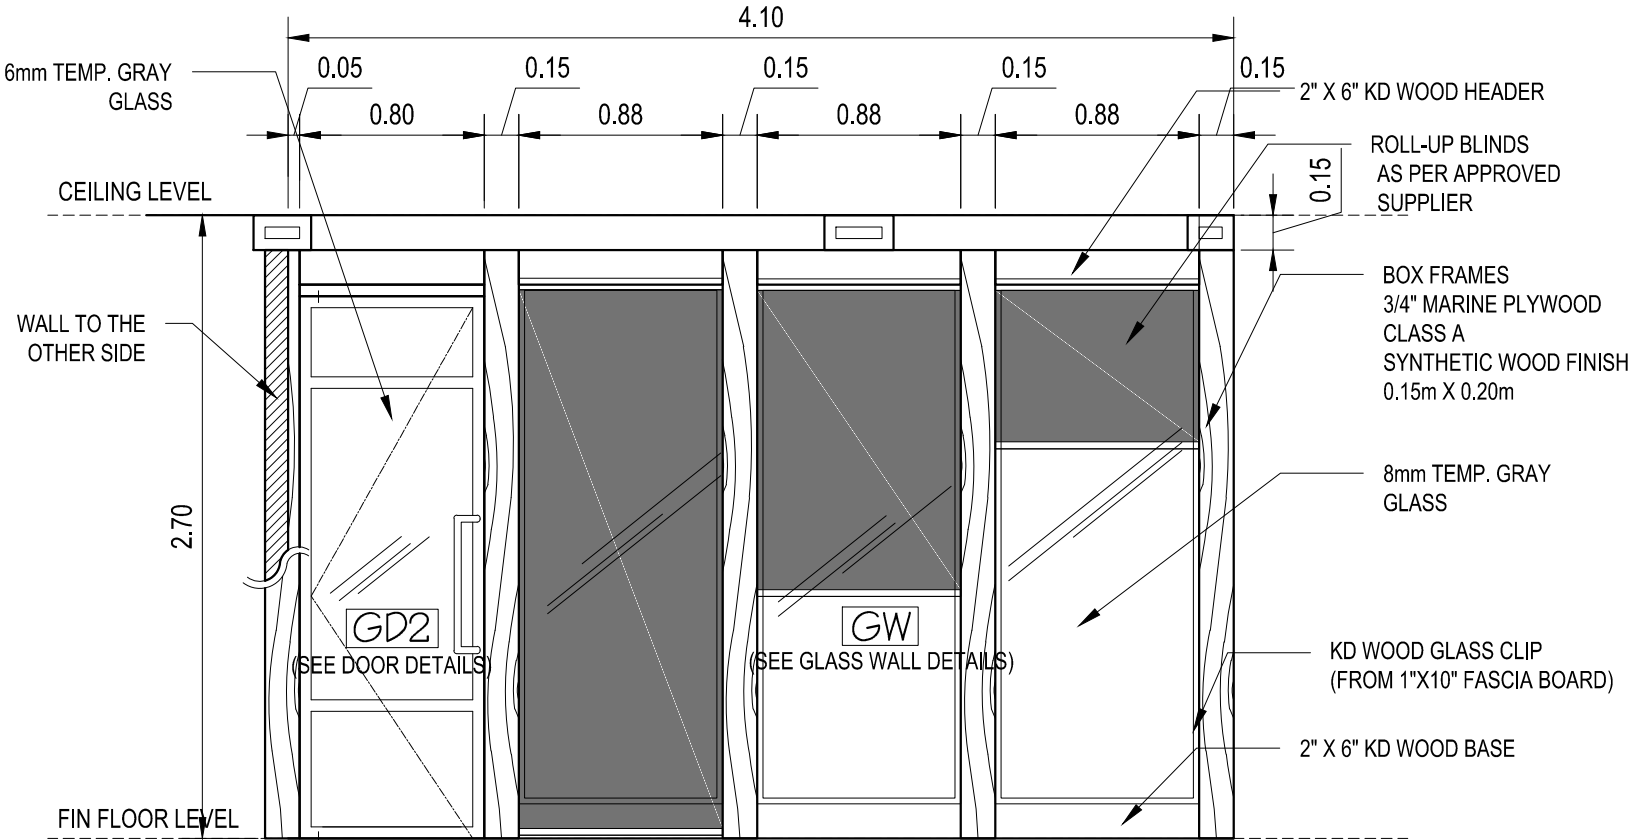 4.10
6mm TEMP. GRAY
GLASS
0.05
0.15
0.15
0.15
0.15
0.80
0.88
0.88
0.88
2" X 6" KD WOOD HEADER
ROLL-UP BLINDS
AS PER APPROVED
SUPPLIER
0.15
CEILING LEVEL
BOX FRAMES
3/4" MARINE PLYWOOD
CLASS A
SYNTHETIC WOOD FINISH
0.15m X 0.20m
WALL TO THE
OTHER SIDE
8mm TEMP. GRAY
GLASS
2.70
GD2
(SEE DOOR DETAILS)
GW
(SEE GLASS WALL DETAILS)
KD WOOD GLASS CLIP
(FROM 1"X10" FASCIA BOARD)
2" X 6" KD WOOD BASE
FIN FLOOR LEVEL